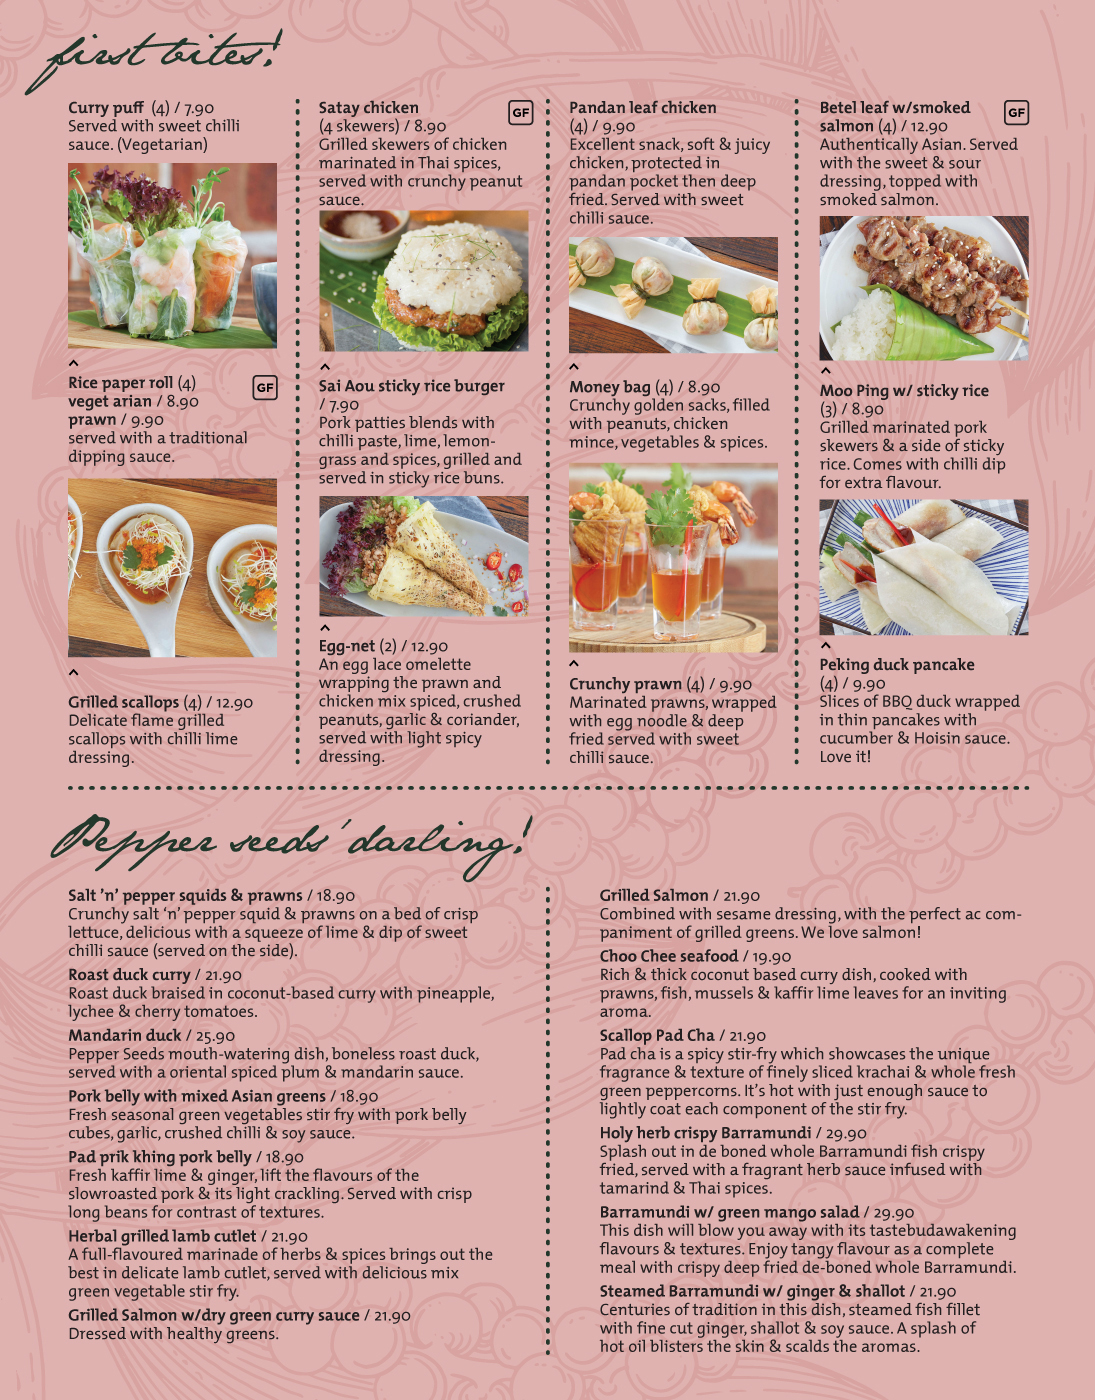 first bites!
Curry puff (4) / 7.90
Served with sweet chilli
sauce. (Vegetarian)
Rice paper roll (4)
veget arian / 8.90
prawn / 9.90
GF
served with a traditional
dipping sauce.
Grilled scallops (4) / 12.90
Delicate flame grilled
scallops with chilli lime
dressing.
Satay chicken
(4 skewers) / 8.90
GF
Grilled skewers of chicken
marinated in Thai spices,
served with crunchy peanut
sauce.
Sai Aou sticky rice burger
/ 7.90
Pork patties blends with
chilli paste, lime, lemon-
grass and spices, grilled and
served in sticky rice buns.
Egg-net (2) / 12.90
An egg lace omelette
wrapping the prawn and
chicken mix spiced, crushed
peanuts, garlic & coriander,
served with light spicy
dressing.
Pandan leaf chicken
(4) / 9.90
Excellent snack, soft & juicy
chicken, protected in
pandan pocket then deep
fried. Served with sweet
chilli sauce.
Money bag (4) / 8.90
Crunchy golden sacks, filled
with peanuts, chicken
mince, vegetables & spices.
Crunchy prawn (4) / 9.90
Marinated prawns, wrapped
with egg noodle & deep
fried served with sweet
chilli sauce.
Betel leaf w/smoked
salmon (4) / 12.90
GF
Authentically Asian. Served
with the sweet & sour
dressing, topped with
smoked salmon.
Moo Ping w/ sticky rice
(3) / 8.90
Grilled marinated pork
skewers & a side of sticky
rice. Comes with chilli dip
for extra flavour.
Peking duck pancake
(4) / 9.90
Slices of BBQ duck wrapped
in thin pancakes with
cucumber & Hoisin sauce.
Love it!
Pepper seeds' darling!
Salt 'n' pepper squids & prawns / 18.90
Crunchy salt 'n' pepper squid & prawns on a bed of crisp
lettuce, delicious with a squeeze of lime & dip of sweet
chilli sauce (served on the side).
Roast duck curry / 21.90
Roast duck braised in coconut-based curry with pineapple,
lychee & cherry tomatoes.
Mandarin duck / 25.90
Pepper Seeds mouth-watering dish, boneless roast duck,
served with a oriental spiced plum & mandarin sauce.
Pork belly with mixed Asian greens / 18.90
Fresh seasonal green vegetables stir fry with pork belly
cubes, garlic, crushed chilli & soy sauce.
Pad prik khing pork belly / 18.90
Fresh kaffir lime & ginger, lift the flavours of the
slowroasted pork & its light crackling. Served with crisp
long beans for contrast of textures.
Herbal grilled lamb cutlet / 21.90
A full-flavoured marinade of herbs & spices brings out the
best in delicate lamb cutlet, served with delicious mix
green vegetable stir fry.
Grilled Salmon w/dry green curry sauce / 21.90
Dressed with healthy greens.
Grilled Salmon / 21.90
Combined with sesame dressing, with the perfect ac com-
paniment of grilled greens. We love salmon!
Choo Chee seafood / 19.90
Rich & thick coconut based curry dish, cooked with
prawns, fish, mussels & kaffir lime leaves for an inviting
aroma.
Scallop Pad Cha / 21.90
Pad cha is a spicy stir-fry which showcases the unique
fragrance & texture of finely sliced krachai & whole fresh
green peppercorns. It's hot with just enough sauce to
lightly coat each component of the stir fry.
Holy herb crispy Barramundi / 29.90
Splash out in de boned whole Barramundi fish crispy
fried, served with a fragrant herb sauce infused with
tamarind & Thai spices.
Barramundi w/ green mango salad / 29.90
This dish will blow you away with its tastebudawakening
flavours & textures. Enjoy tangy flavour as a complete
meal with crispy deep fried de-boned whole Barramundi.
Steamed Barramundi w/ ginger & shallot / 21.90
Centuries of tradition in this dish, steamed fish fillet
with fine cut ginger, shallot & soy sauce. A splash of
hot oil blisters the skin & scalds the aromas.